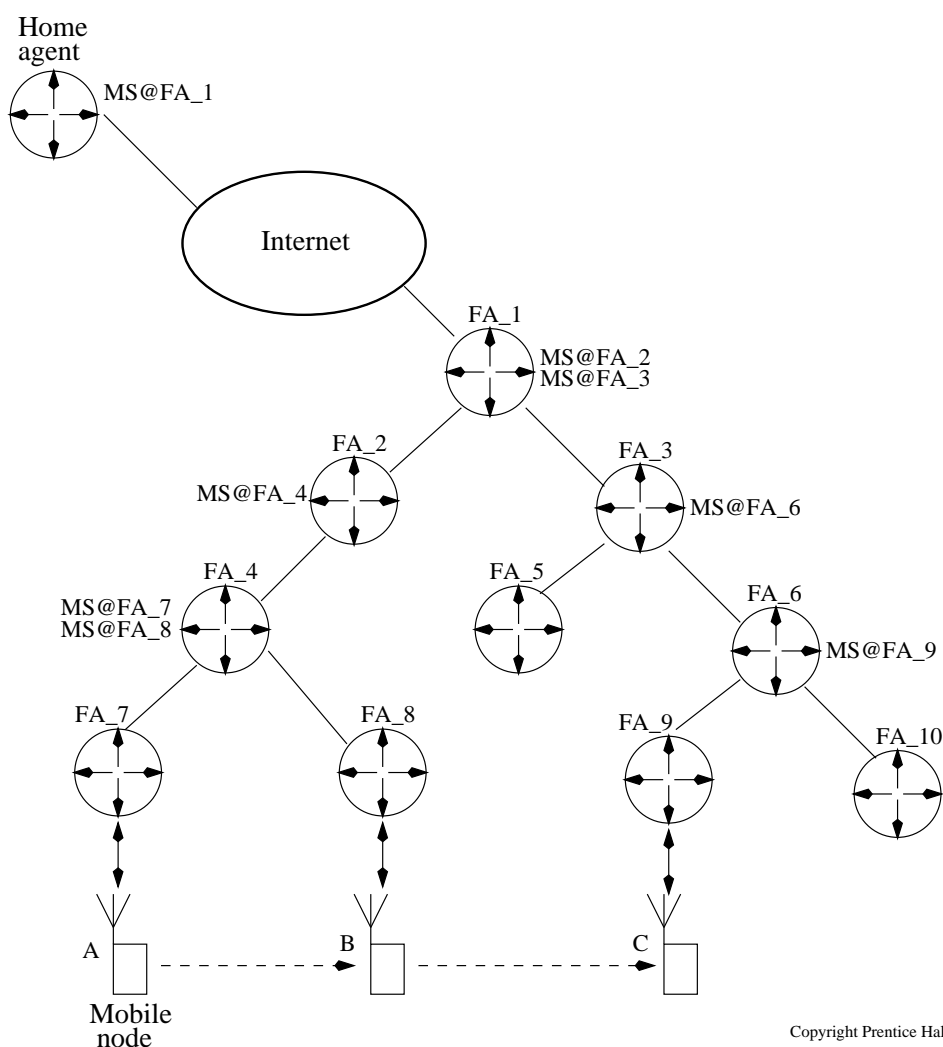 Home
agent
MS@FA_1
Internet
FA_1
MS@FA_2
MS@FA_3
FA_2
MS@FA_4
FA_3
MS@FA_6
FA_4
MS@FA_7
MS@FA_8
FA_5
FA_6
MS@FA_9
FA_7
FA_8
FA_9
FA_10
A
B
C
Mobile
node
Copyright Prentice Hal